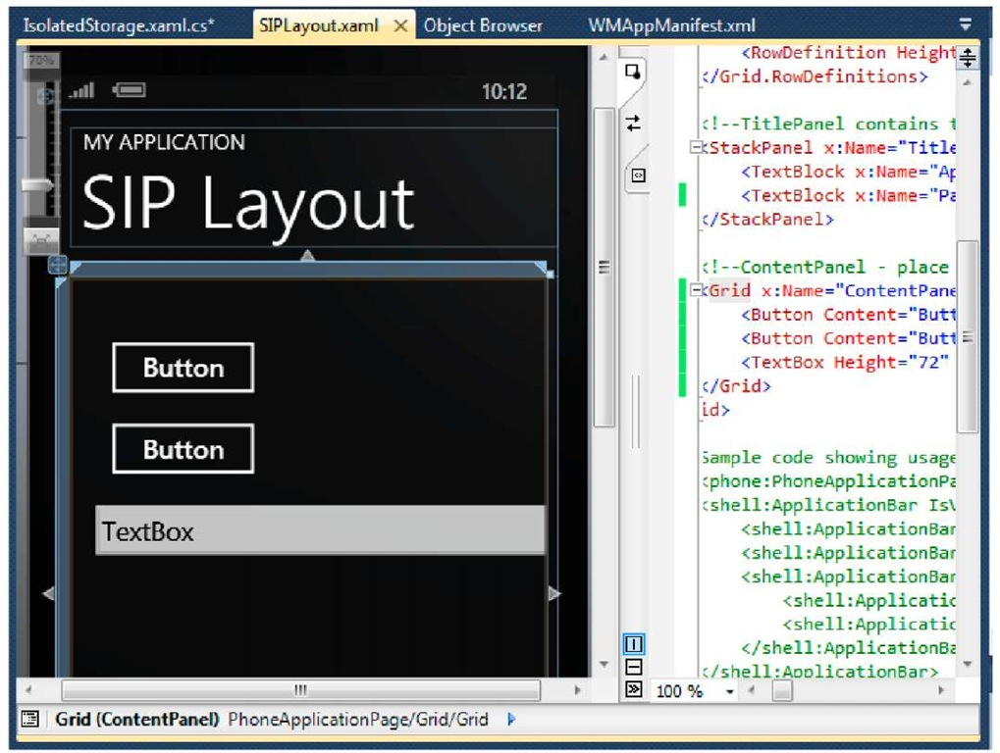 IsolatedStorage.xaml.cs* SIPLayout.xaml × Object Browser WMAppManifest.xml
70%
10:12
MY APPLICATION
SIP Layout
Button
Button
TextBox
<RowDefinition Height
</Grid.RowDefinitions>
<!--TitlePanel contains t
<StackPanel x:Name="Title
<TextBlock x:Name="Ap
<TextBlock x:Name="Pa
</StackPanel>
<!--ContentPanel - place
<Grid x:Name="ContentPane
<Button Content="Butt
<Button Content="Butt
<TextBox Height="72"
</Grid>
id>
Sample code showing usage
<phone:PhoneApplicationPa
<shell:ApplicationBar IsV
<shell:ApplicationBar
<shell:ApplicationBar
<shell:ApplicationBar
<shell:Applicatic
<shell:Applicatic
</shell:ApplicationBa
</shell:ApplicationBar>
100 %
Grid (ContentPanel) PhoneApplicationPage/Grid/Grid